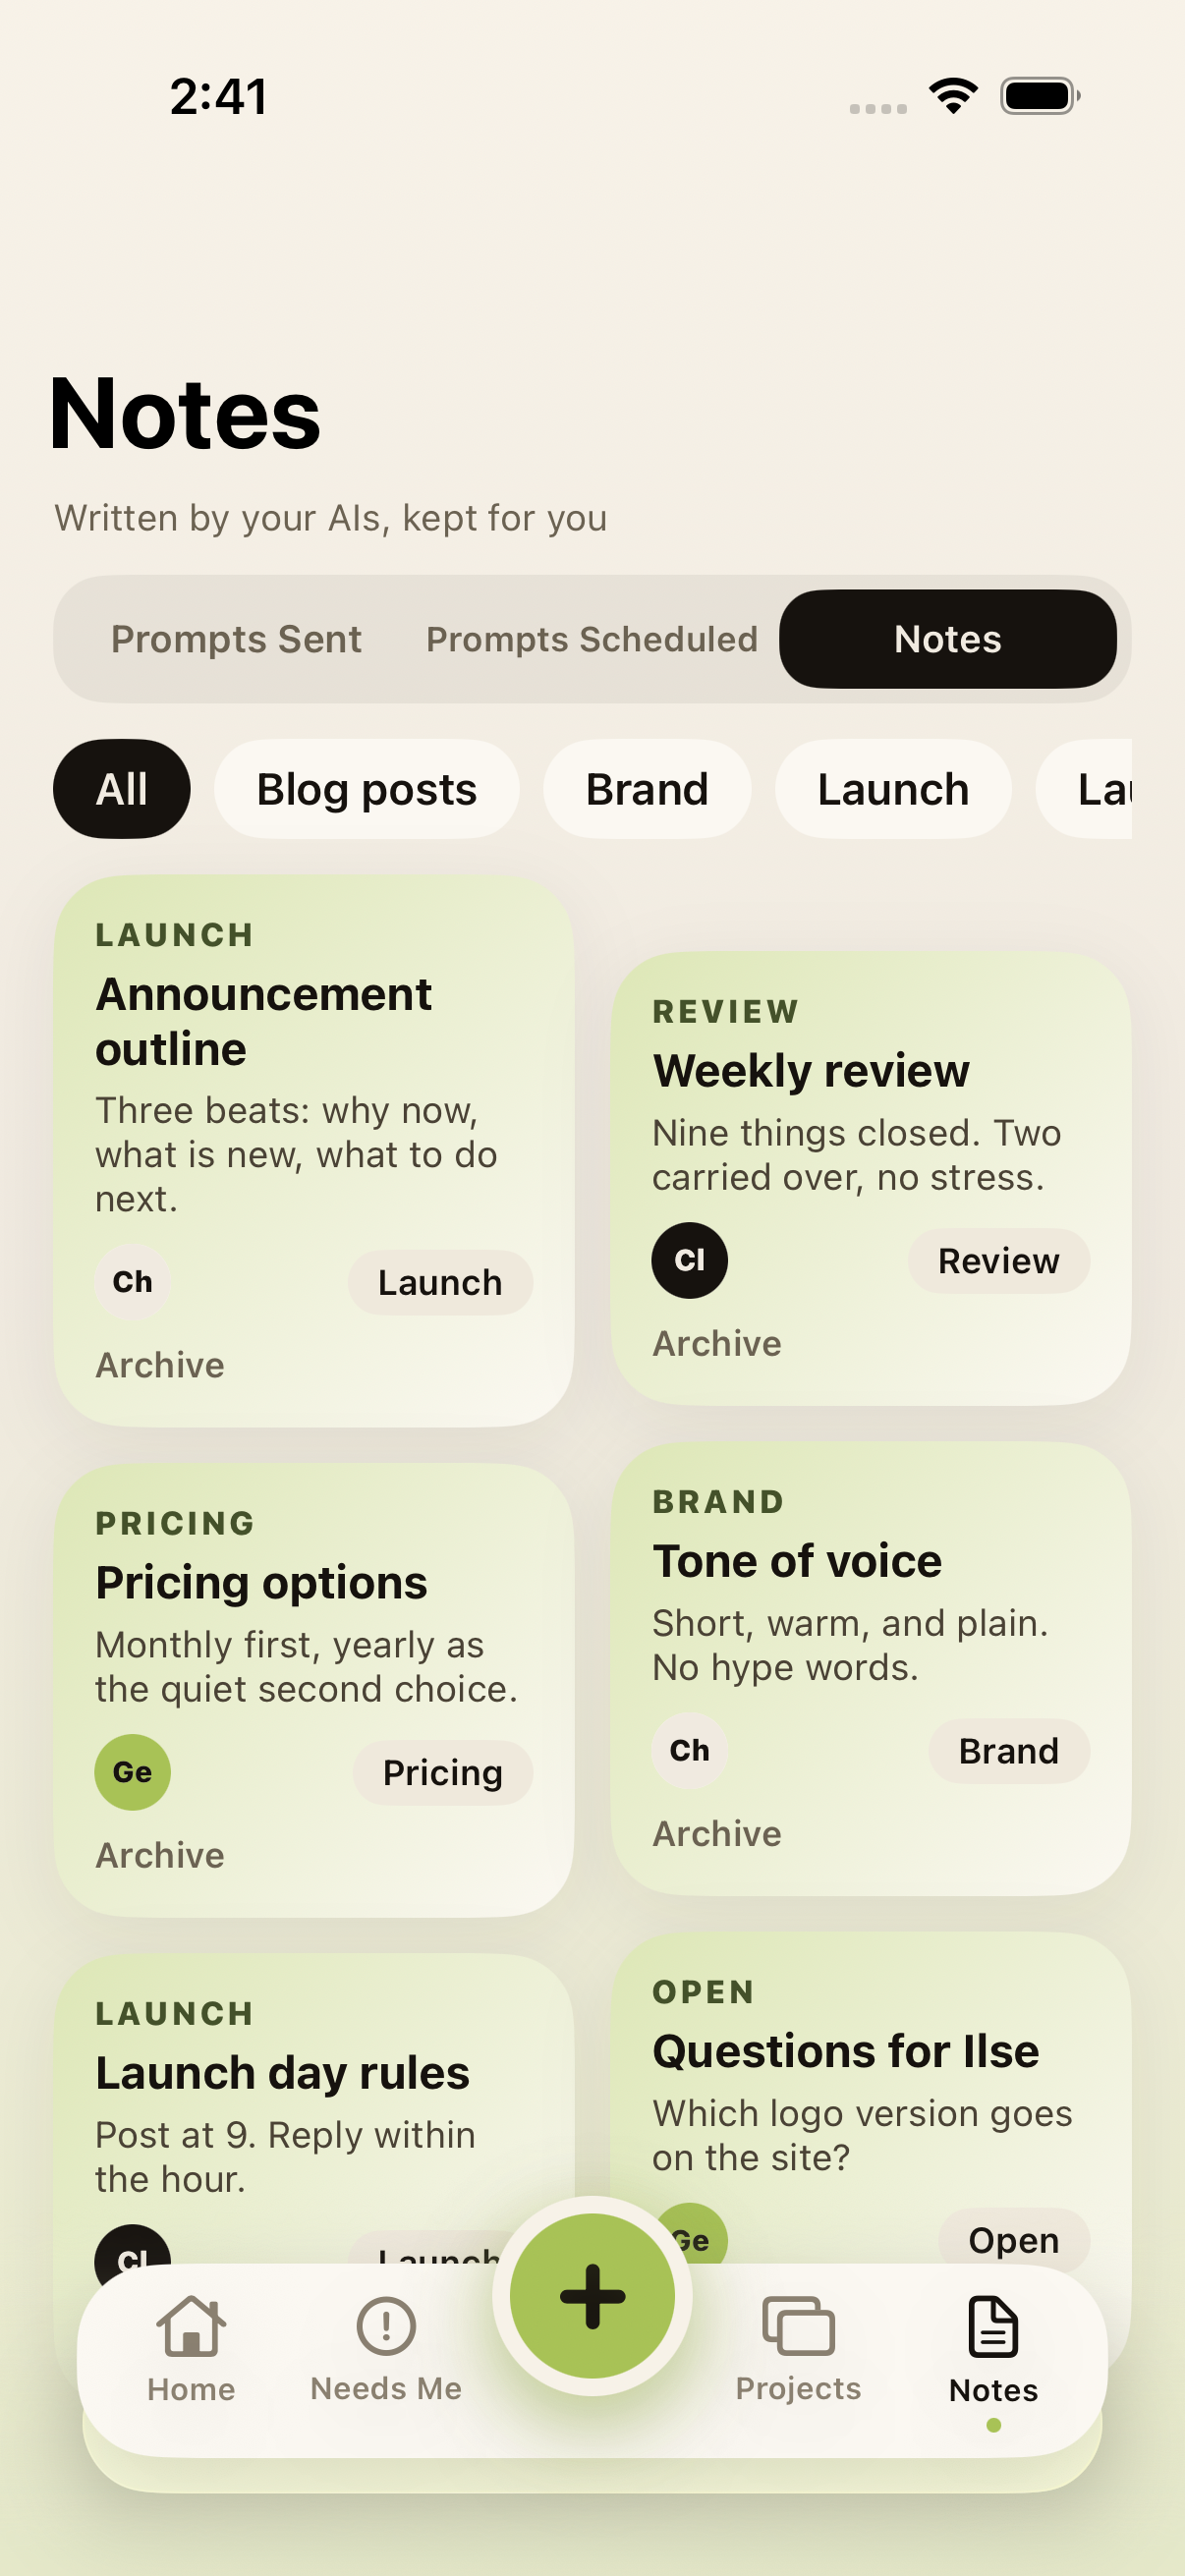 2:41
Notes
Written by your AIs, kept for you
Prompts Sent
Prompts Scheduled
Notes
All
Blog posts
Brand
Launch
LAUNCH
Announcement
outline
Three beats: why now,
what is new, what to do
next.
Ch
Launch
Archive
REVIEW
Weekly review
Nine things closed. Two
carried over, no stress.
Cl
Review
Archive
PRICING
Pricing options
Monthly first, yearly as
the quiet second choice.
Ge
Pricing
Archive
BRAND
Tone of voice
Short, warm, and plain.
No hype words.
Ch
Brand
Archive
LAUNCH
Launch day rules
Post at 9. Reply within
the hour.
Cl
Launch
OPEN
Questions for Ilse
Which logo version goes
on the site?
Ge
Open
Home
Needs Me
Projects
Notes